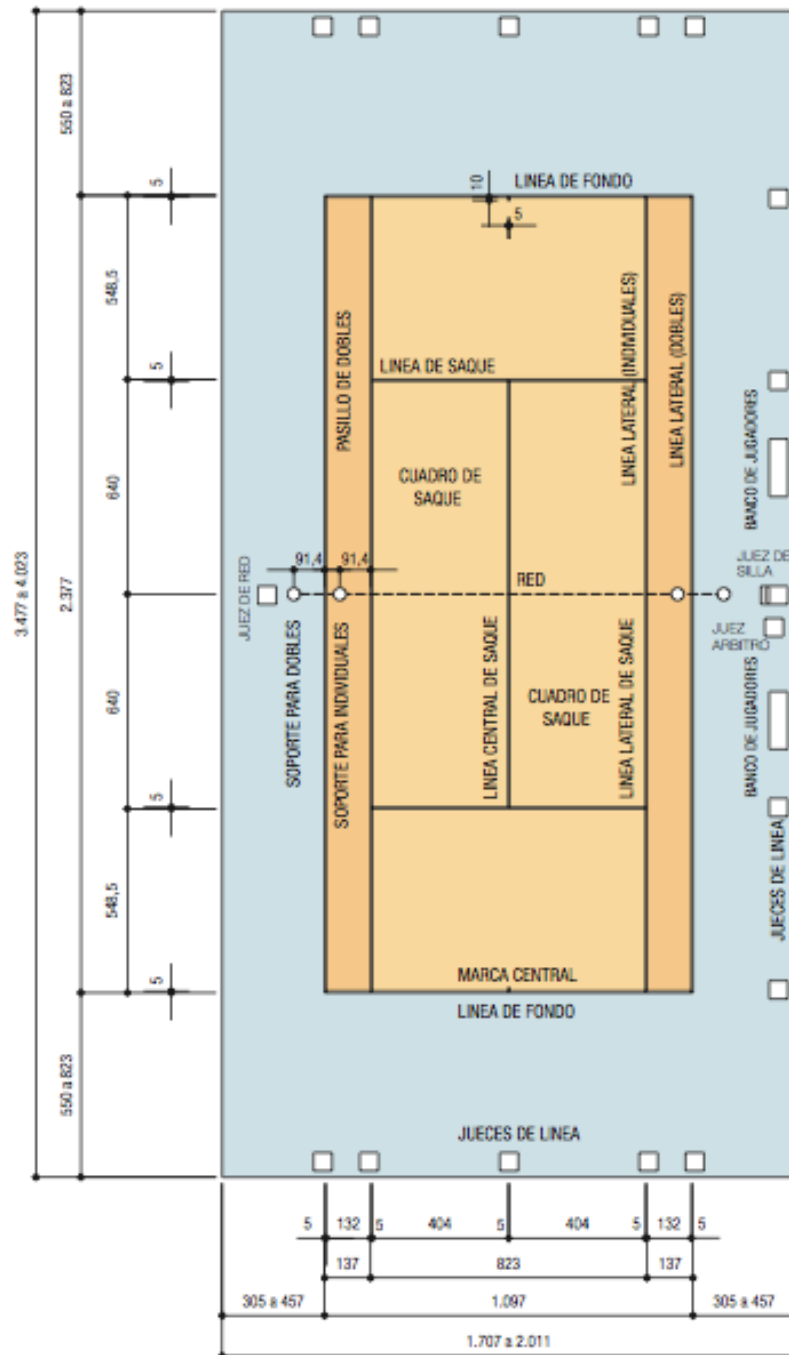 550 a 823
5
10
LINEA DE FONDO
5
548,5
PASILLO DE DOBLES
LINEA LATERAL (INDIVIDUALES)
LINEA LATERAL (DOBLES)
5
LINEA DE SAQUE
BANCO DE JUGADORES
640
CUADRO DE
SAQUE
3.477 a 4.023
2.377
JUEZ DE RED
91,4
91,4
RED
JUEZ DE
SILLA
JUEZ
ARBITRO
640
SOPORTE PARA DOBLES
SOPORTE PARA INDIVIDUALES
LINEA CENTRAL DE SAQUE
CUADRO DE
SAQUE
LINEA LATERAL DE SAQUE
BANCO DE JUGADORES
5
JUECES DE LINEA
548,5
5
MARCA CENTRAL
LINEA DE FONDO
550 a 823
JUECES DE LINEA
5 132 5 404 5 404 5 132 5
137 823 137
305 a 457 1.097 305 a 457
1.707 a 2.011